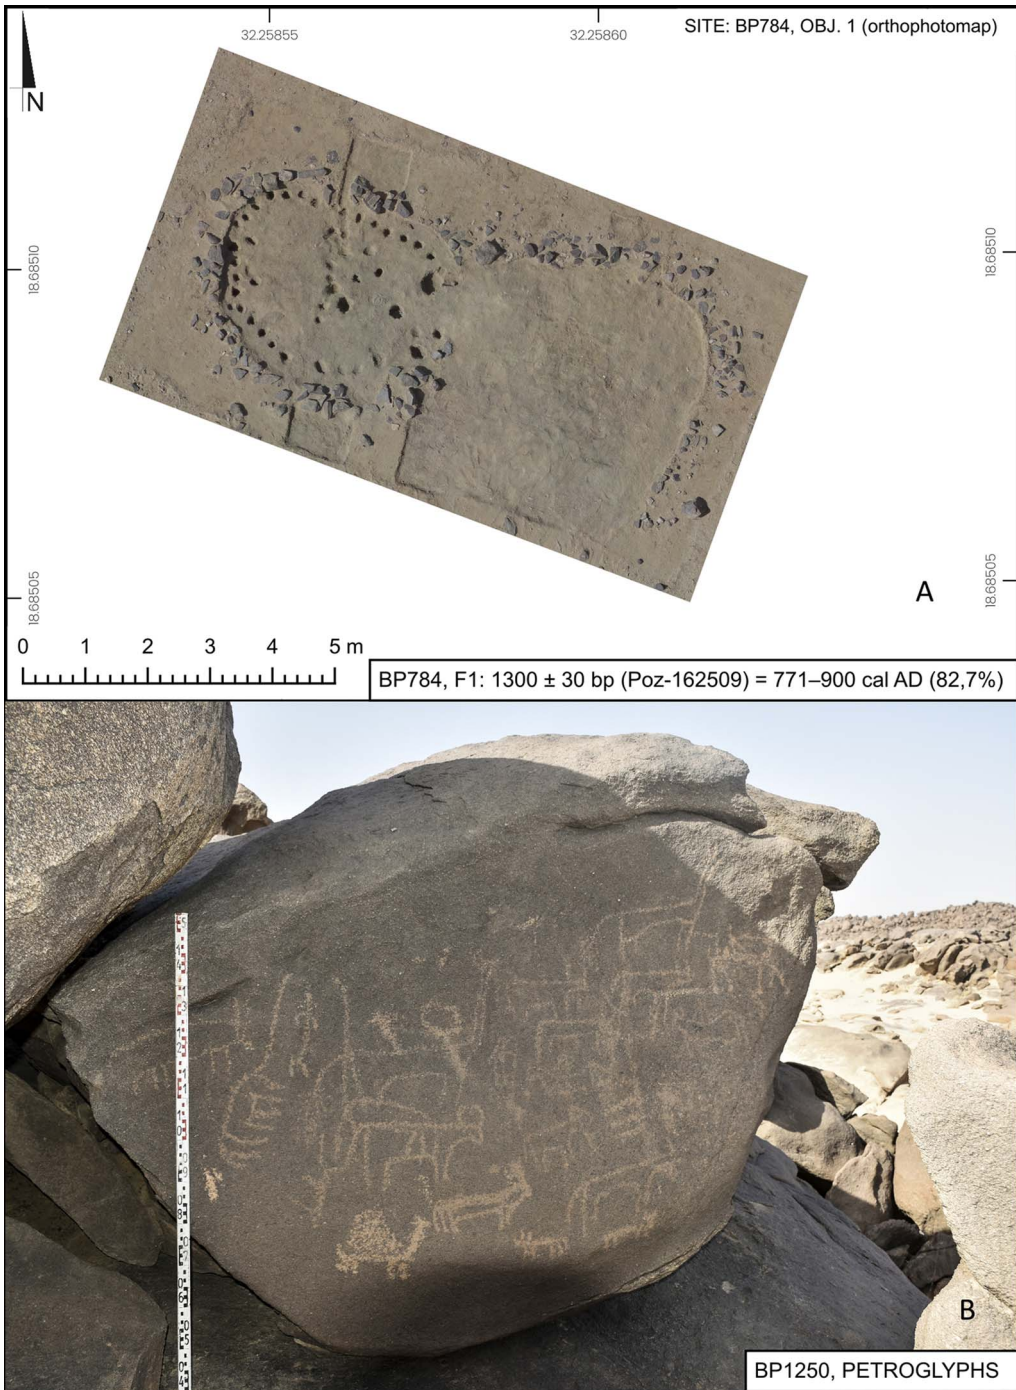 SITE: BP784, OBJ. 1 (orthophotomap)
32.25855
32.25860
N
18.68510
18.68510
18.68505
18.68505
A
0 1 2 3 4 5 m
BP784, F1: 1300 ± 30 bp (Poz-162509) = 771–900 cal AD (82,7%)
B
BP1250, PETROGLYPHS